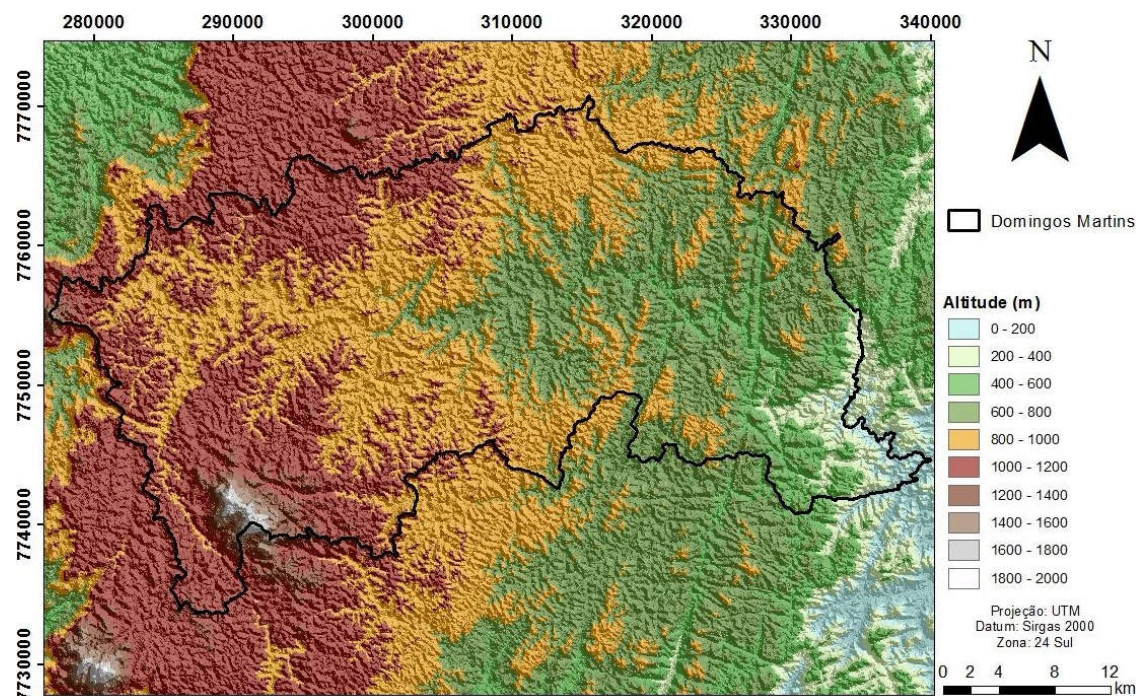 280000 290000 300000 310000 320000 330000 340000
7770000
7760000
7750000
7740000
7730000
N
Domingos Martins
Altitude (m)
0 - 200
200 - 400
400 - 600
600 - 800
800 - 1000
1000 - 1200
1200 - 1400
1400 - 1600
1600 - 1800
1800 - 2000
Projeção: UTM
Datum: Sirgas 2000
Zona: 24 Sul
0 2 4 8 12
km